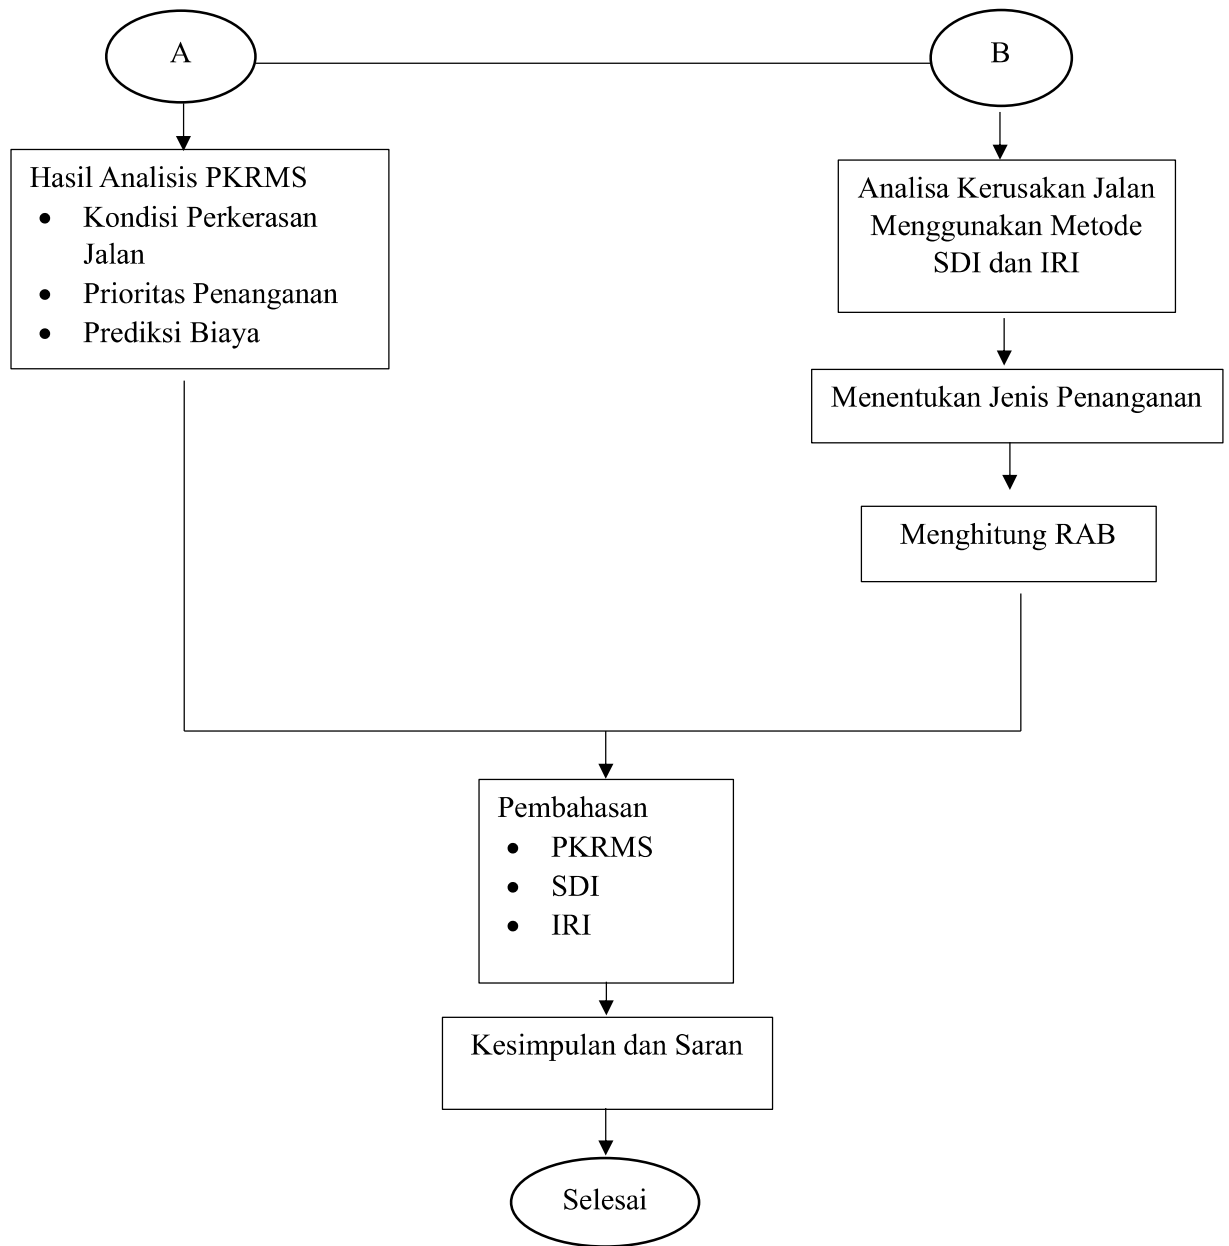 A
B
Hasil Analisis PKRMS
• Kondisi Perkerasan
Jalan
• Prioritas Penanganan
• Prediksi Biaya
Analisa Kerusakan Jalan
Menggunakan Metode
SDI dan IRI
Menentukan Jenis Penanganan
Menghitung RAB
Pembahasan
• PKRMS
• SDI
• IRI
Kesimpulan dan Saran
Selesai